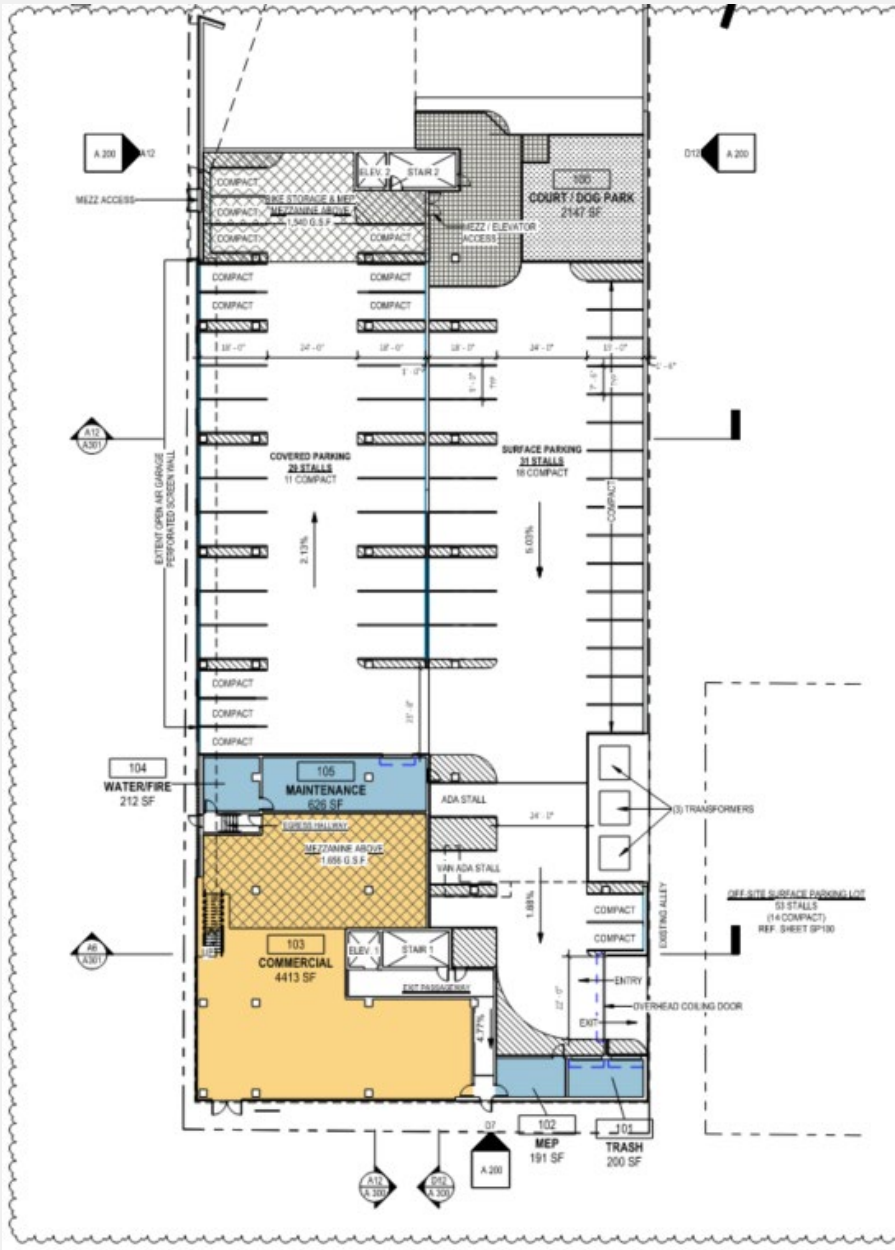 A 200
A12
D12
A 200
MEZZ ACCESS
COMPACT
COMPACT
COMPACT
COMPACT
BIKE STORAGE & MEP
MEZZANINE ABOVE
1,540 G.S.F
ELEV. 2
STAIR 2
MEZZ / ELEVATOR
ACCESS
100
COURT / DOG PARK
2147 SF
COMPACT
COMPACT
COMPACT
COMPACT
18' - 0"
24' - 0"
18' - 0"
18' - 0"
24' - 0"
15' - 0"
TYP
TYP
A12
A301
EXTENT OPEN AIR GARAGE
PERFORATED SCREEN WALL
COVERED PARKING
29 STALLS
11 COMPACT
2.13%
SURFACE PARKING
31 STALLS
18 COMPACT
5.03%
COMPACT
COMPACT
COMPACT
COMPACT
104
WATER/FIRE
212 SF
105
MAINTENANCE
626 SF
EGRESS HALLWAY
MEZZANINE ABOVE
1,656 G.S.F
ADA STALL
24' - 0"
VAN ADA STALL
1.88%
(3) TRANSFORMERS
COMPACT
COMPACT
EXISTING ALLEY
OFF-SITE SURFACE PARKING LOT
53 STALLS
(14 COMPACT)
REF. SHEET SP100
A6
A301
UP
103
COMMERCIAL
4413 SF
ELEV. 1
STAIR 1
EXIT PASSAGEWAY
4.77%
22' - 0"
ENTRY
OVERHEAD COILING DOOR
EXIT
102
MEP
191 SF
101
TRASH
200 SF
A12
A 300
D12
A 300
D7
A 200